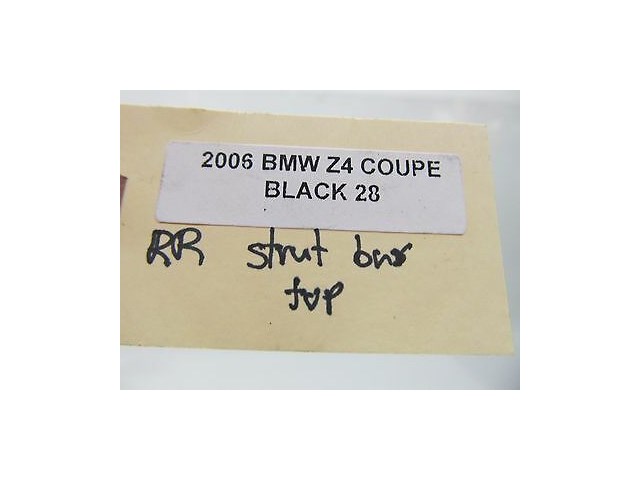 2006 BMW Z4 COUPE
BLACK 28
RR strut bar
top